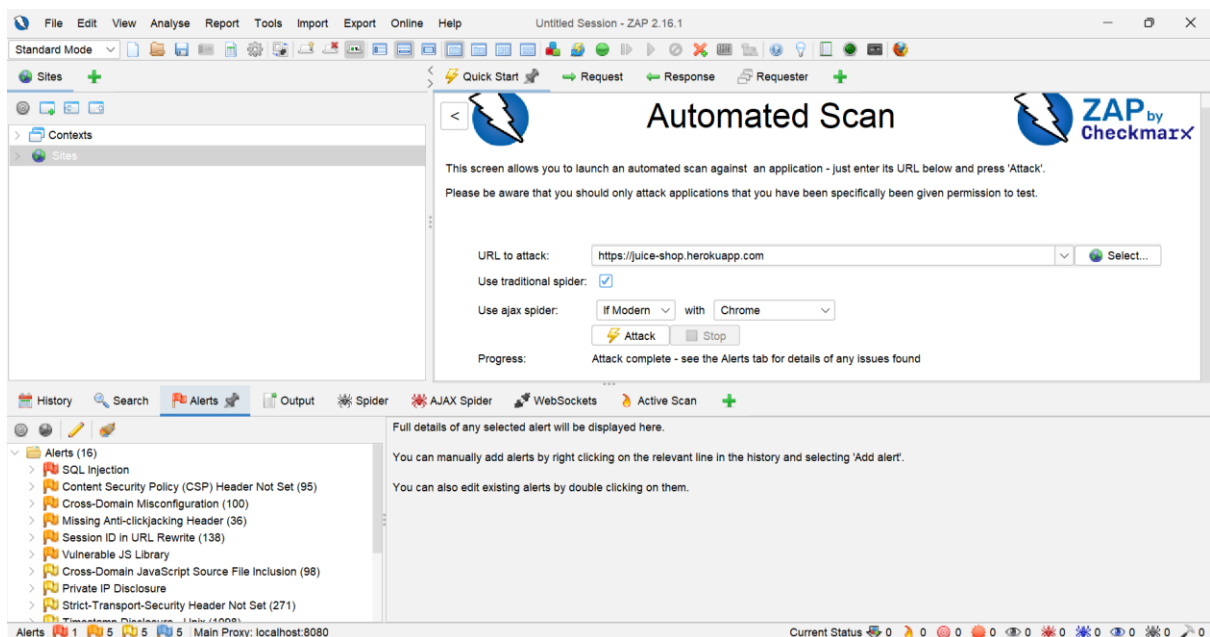 File Edit View Analyse Report Tools Import Export Online Help Untitled Session - ZAP 2.16.1
Standard Mode
Sites
Quick Start Request Response Requester
Contexts
Sites
<
Automated Scan
ZAP by
Checkmarx
This screen allows you to launch an automated scan against an application - just enter its URL below and press 'Attack'.
Please be aware that you should only attack applications that you have been specifically been given permission to test.
URL to attack: https://juice-shop.herokuapp.com Select...
Use traditional spider:
Use ajax spider: If Modern with Chrome
Attack Stop
Progress: Attack complete - see the Alerts tab for details of any issues found
History Search Alerts Output Spider AJAX Spider WebSockets Active Scan
Alerts (16)
SQL Injection
Content Security Policy (CSP) Header Not Set (95)
Cross-Domain Misconfiguration (100)
Missing Anti-clickjacking Header (36)
Session ID in URL Rewrite (138)
Vulnerable JS Library
Cross-Domain JavaScript Source File Inclusion (98)
Private IP Disclosure
Strict-Transport-Security Header Not Set (271)
Timestamp Disclosure - Unix (1098)
Full details of any selected alert will be displayed here.
You can manually add alerts by right clicking on the relevant line in the history and selecting 'Add alert'.
You can also edit existing alerts by double clicking on them.
Alerts 1 5 5 5 Main Proxy: localhost:8080 Current Status 0 0 0 0 0 0 0 0 0 0